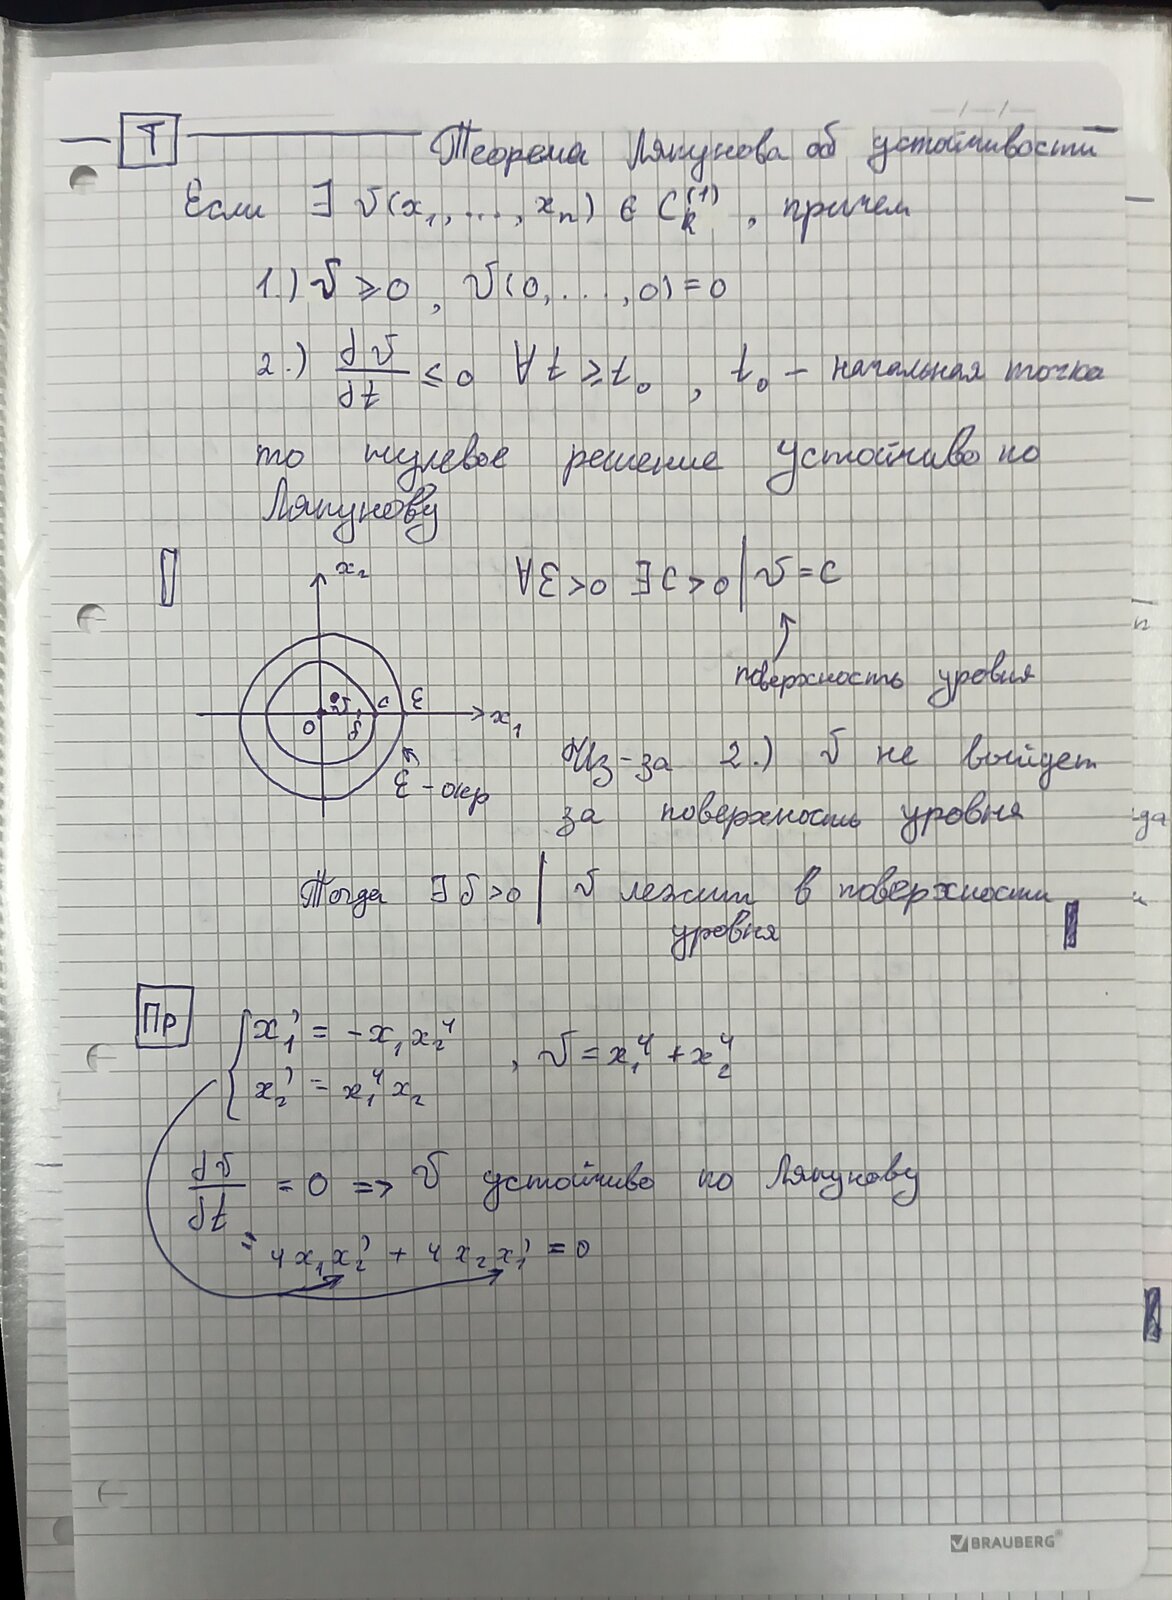 Т
Теорема Ляпунова об устойчивости
Если ∃ v(x₁, ..., xₙ) ∈ C_k^(1), причем
1.) v ≥ 0, v(0, ..., 0) = 0
2.) dv/dt ≤ 0 ∀ t ≥ t₀, t₀ - начальная точка
то нулевое решение устойчиво по
Ляпунову
x₂
∀ε<0 ∃c>0 | v = c
поверхность уровня
0 v δ c ε x₁
ε - окр
Из-за 2.) v не выйдет
за поверхность уровня
Тогда ∃ δ>0 | v лежит в поверхности
уровня
Пр
x₁' = -x₁x₂⁴
, v = x₁⁴ + x₂⁴
x₂' = x₁⁴x₂
dv/dt = 0 => v устойчиво по Ляпунову
= 4x₁x₂' + 4x₂x₁' = 0
BRAUBERG®
п
да
и